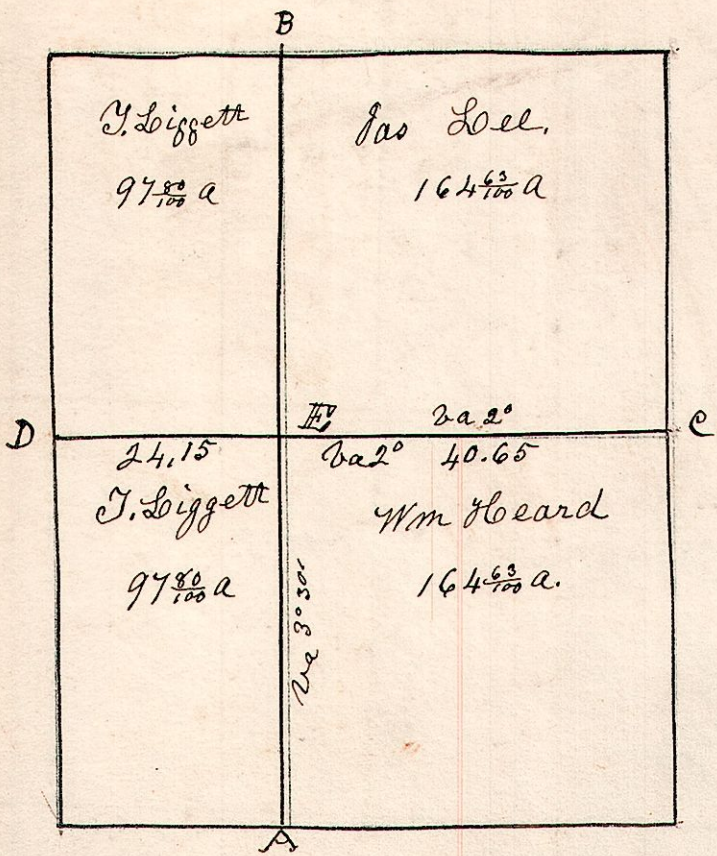 B
T. Liggett
97 80/100 a
Jas Lee.
164 63/100 A
D
E
va 2°
C
24,15
va 2° 40.65
T. Liggett
97 80/100 a
Wm Heard
164 63/100 a.
Va 3° 30'
A